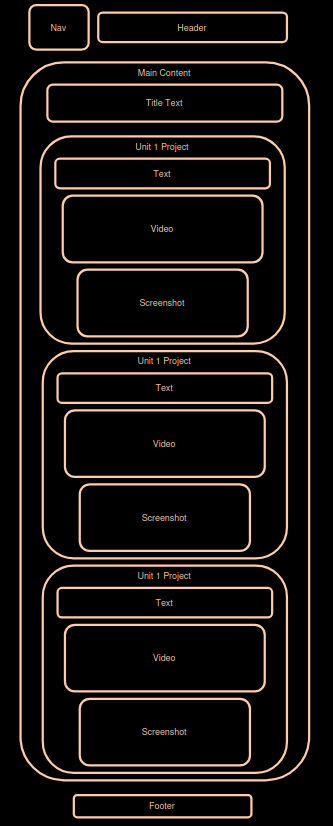 Nav
Header
Main Content
Title Text
Unit 1 Project
Text
Video
Screenshot
Unit 1 Project
Text
Video
Screenshot
Unit 1 Project
Text
Video
Screenshot
Footer